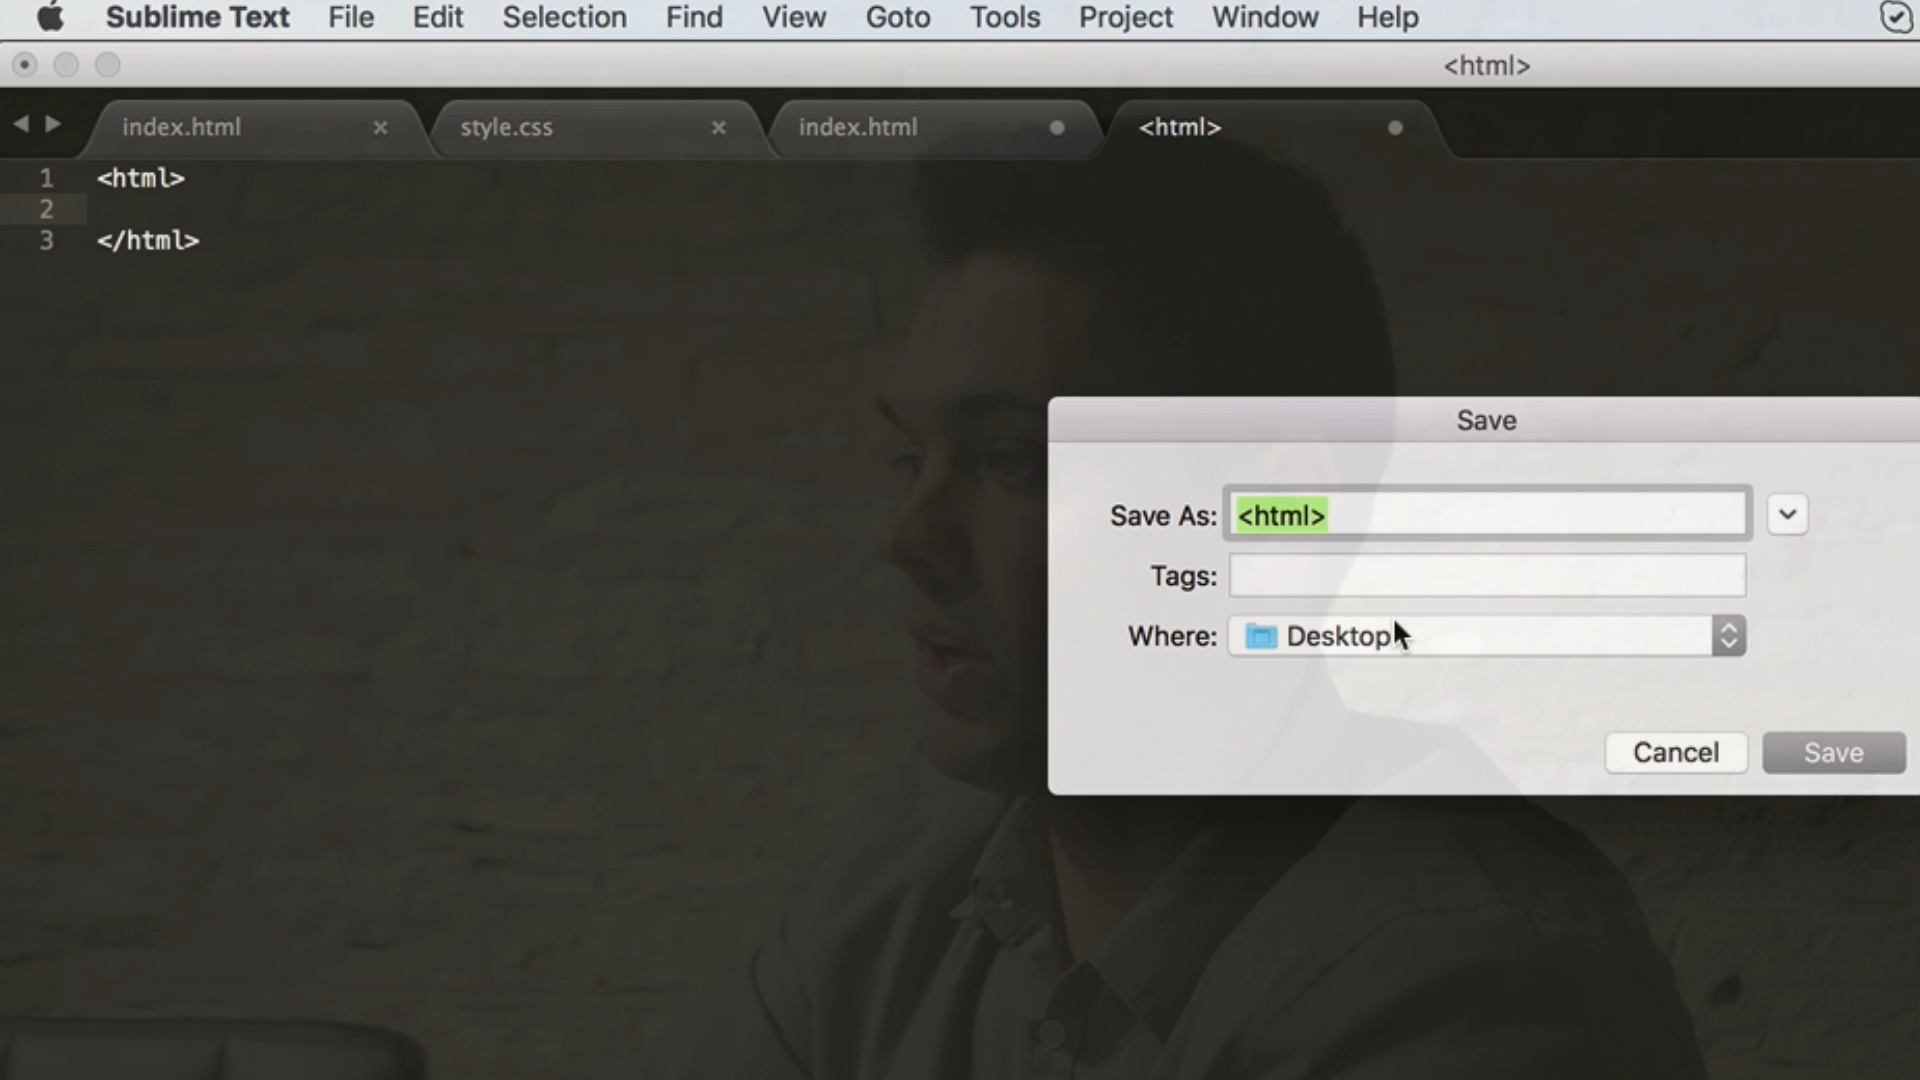 Sublime Text File Edit Selection Find View Goto Tools Project Window Help
<html>
index.html × style.css × index.html <html>
1 <html>
2
3 </html>
Save
Save As: <html>
Tags:
Where: Desktop
Cancel Save